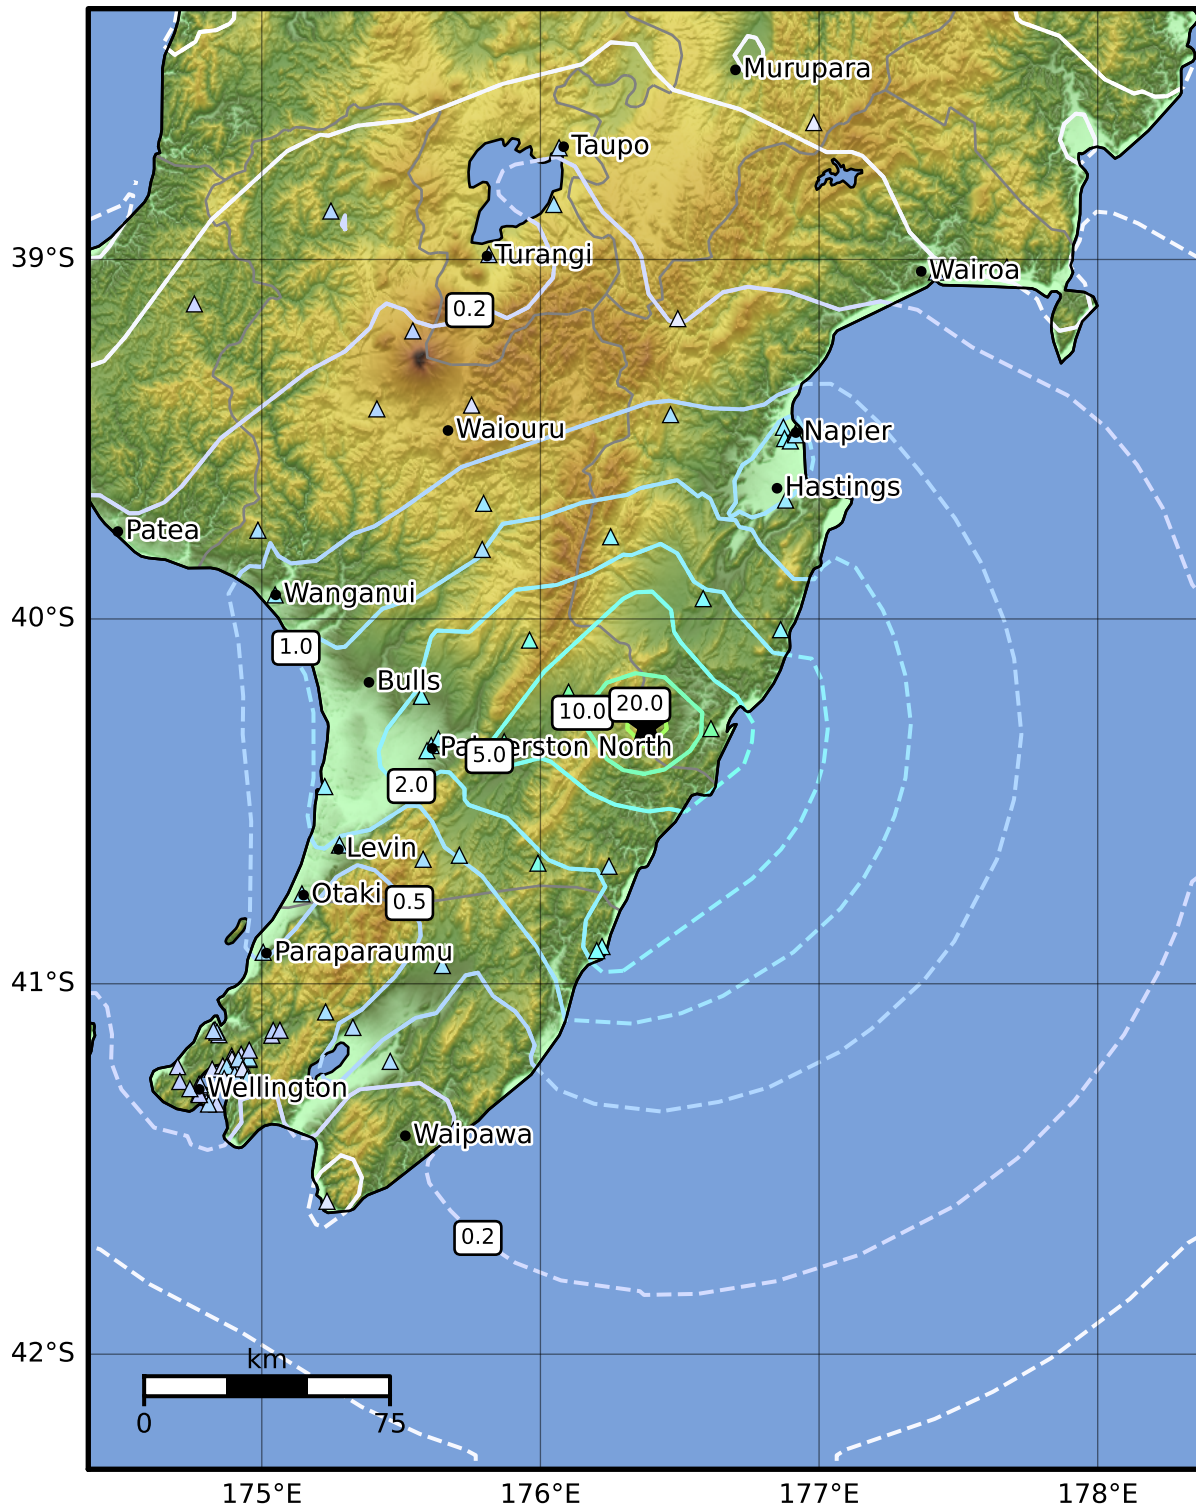 Murupara
Taupo
39°S
Turangi
Wairoa
0.2
Waiouru
Napier
Hastings
Patea
Wanganui
40°S
1.0
Bulls
10.0
20.0
Palmerston North
5.0
2.0
Levin
Otaki
0.5
Paraparaumu
41°S
Wellington
Waipawa
0.2
42°S
km
0
75
175°E
176°E
177°E
178°E